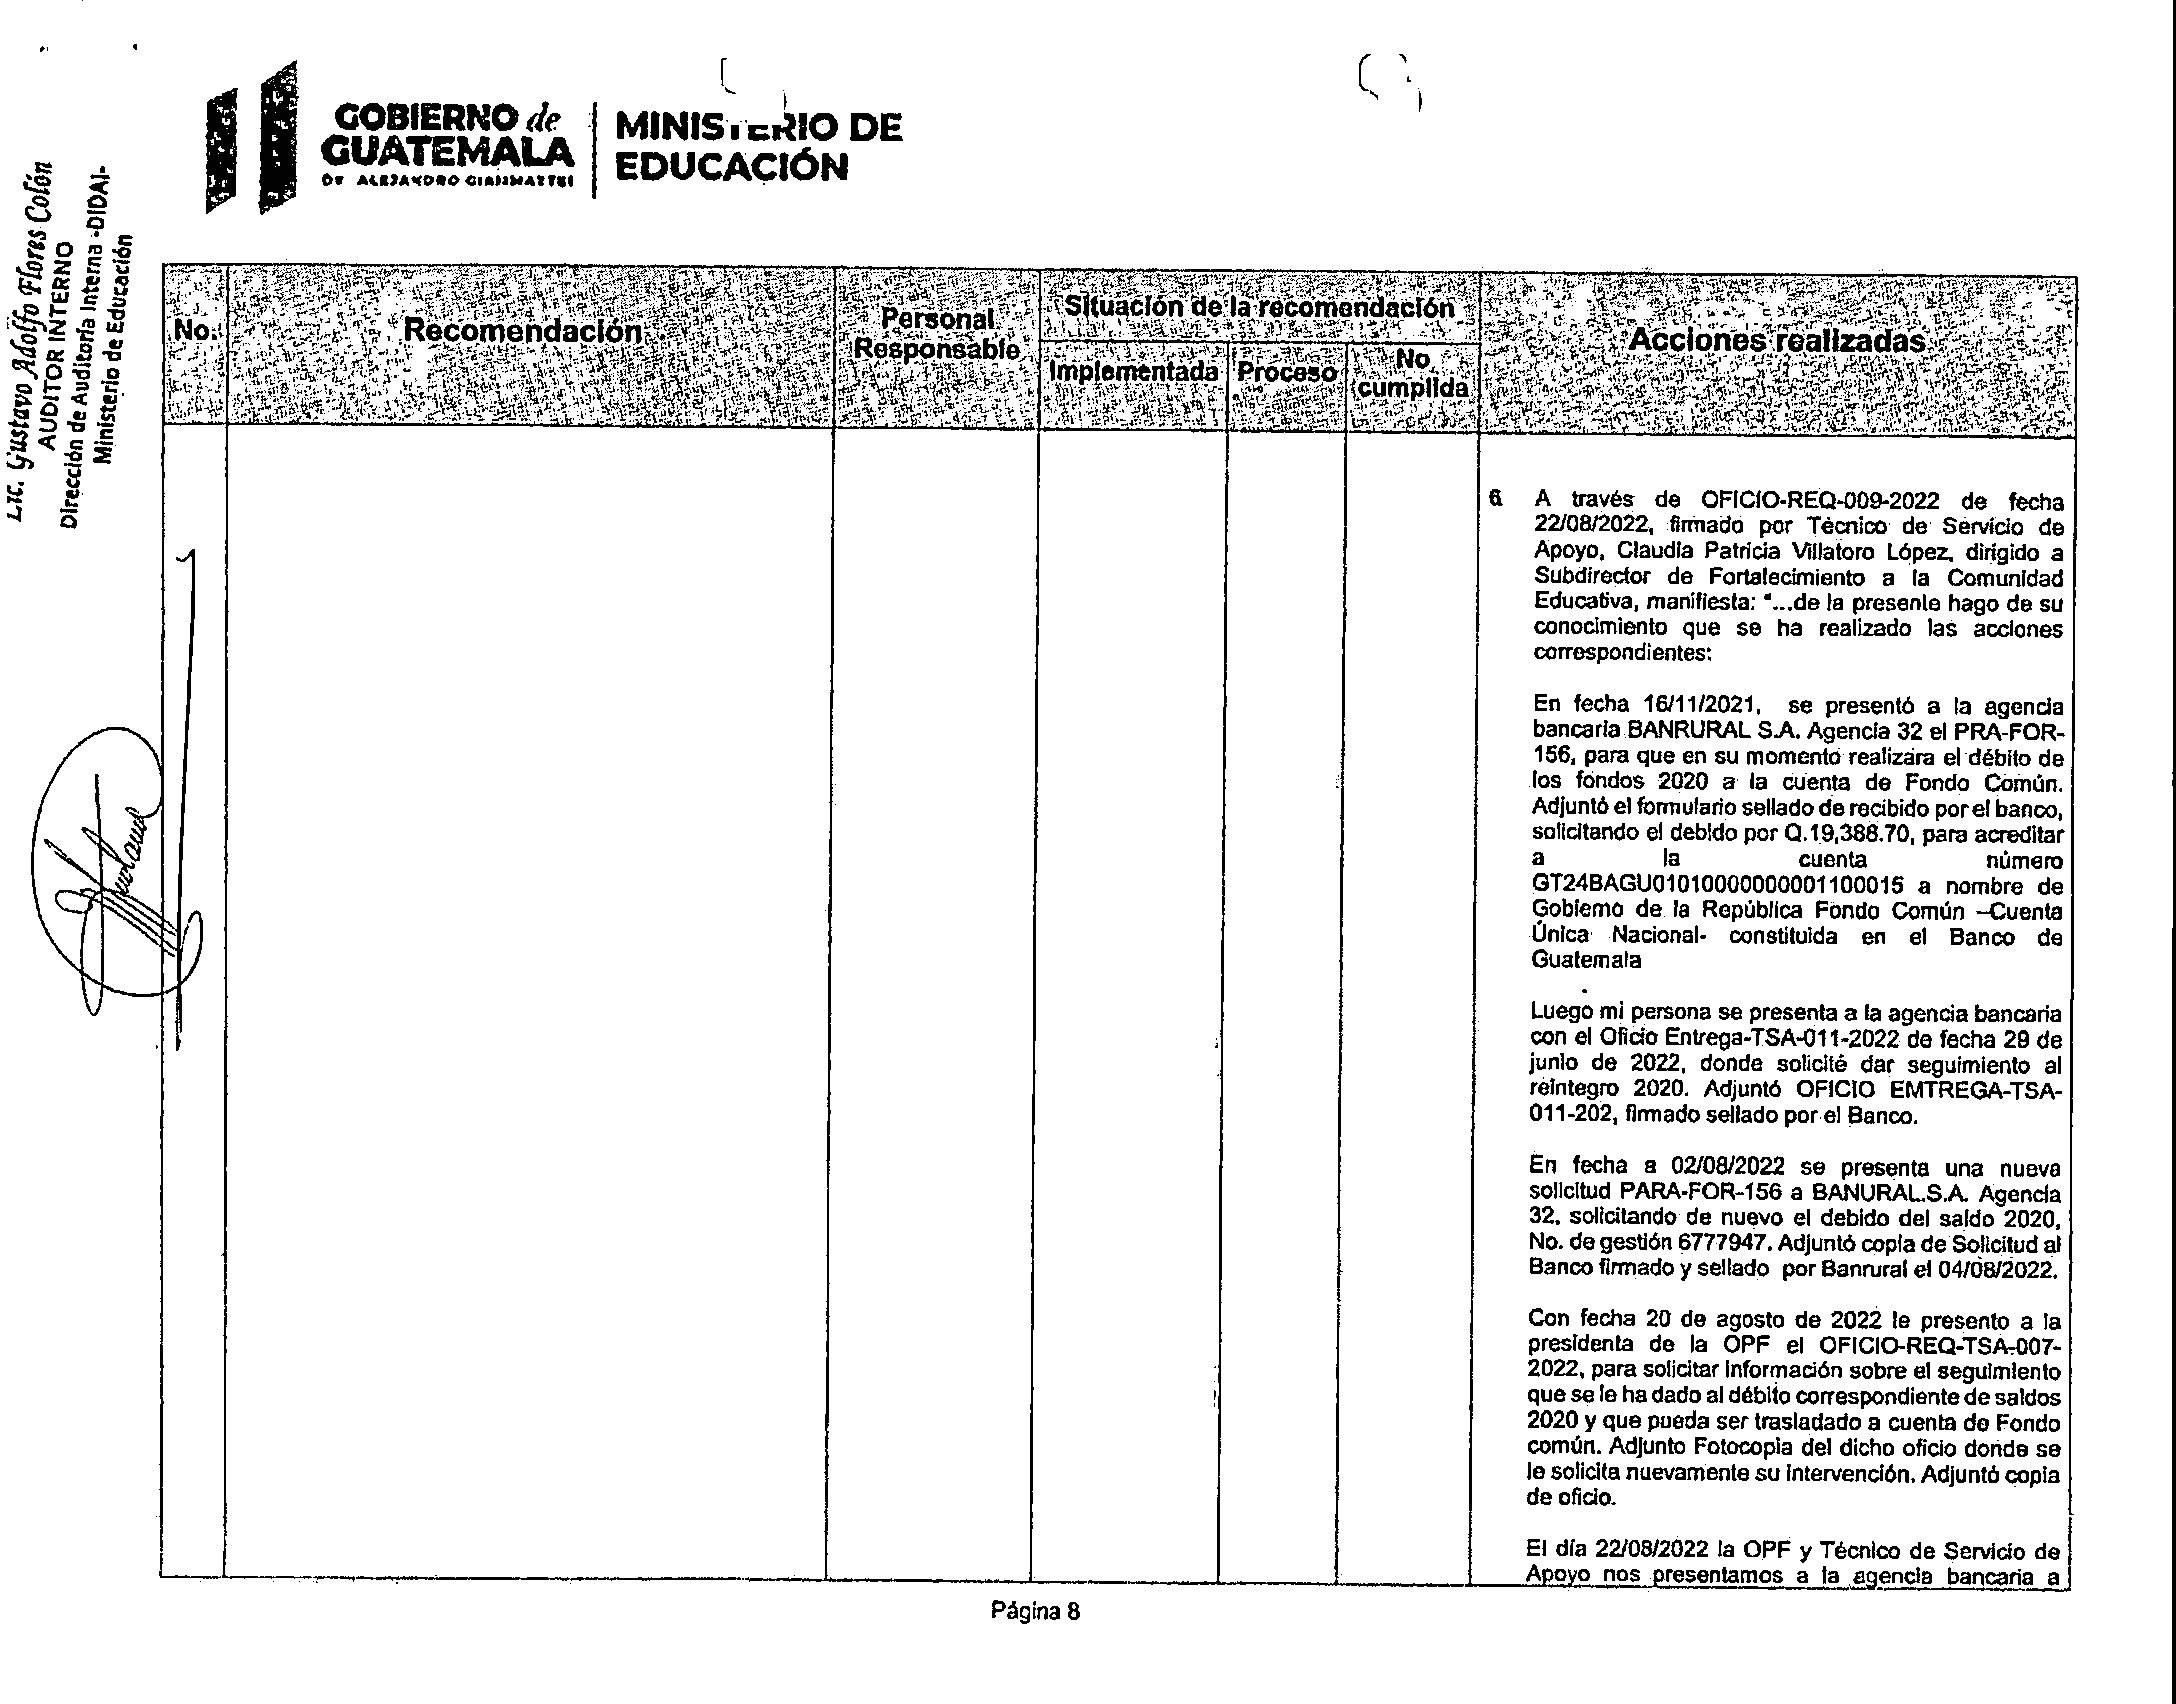 GOBIERNO de
GUATEMALA
DR. ALEJANDRO GIAMMATTEI
MINISTERIO DE
EDUCACIÓN
Lic. Gustavo Adolfo Flores Colón
AUDITOR INTERNO
Dirección de Auditoría Interna -DIDAI-
Ministerio de Educación
No.
Recomendación
Personal
Responsable
Situación de la recomendación
Implementada
Proceso
No
cumplida
Acciones realizadas
6. A través de OFICIO-REQ-009-2022 de fecha
22/08/2022, firmado por Técnico de Servicio de
Apoyo, Claudia Patricia Villatoro López, dirigido a
Subdirector de Fortalecimiento a la Comunidad
Educativa, manifiesta: "...de la presente hago de su
conocimiento que se ha realizado las acciones
correspondientes:
En fecha 16/11/2021, se presentó a la agencia
bancaria BANRURAL S.A. Agencia 32 el PRA-FOR-
156, para que en su momento realizara el débito de
los fondos 2020 a la cuenta de Fondo Común.
Adjuntó el formulario sellado de recibido por el banco,
solicitando el debido por Q.19,388.70, para acreditar
a la cuenta número
GT24BAGU01010000000001100015 a nombre de
Gobierno de la República Fondo Común –Cuenta
Única Nacional- constituida en el Banco de
Guatemala
Luego mi persona se presenta a la agencia bancaria
con el Oficio Entrega-TSA-011-2022 de fecha 29 de
junio de 2022, donde solicité dar seguimiento al
reintegro 2020. Adjuntó OFICIO EMTREGA-TSA-
011-202, firmado sellado por el Banco.
En fecha a 02/08/2022 se presenta una nueva
solicitud PARA-FOR-156 a BANURAL.S.A. Agencia
32, solicitando de nuevo el debido del saldo 2020,
No. de gestión 6777947. Adjuntó copia de Solicitud al
Banco firmado y sellado por Banrural el 04/08/2022.
Con fecha 20 de agosto de 2022 le presento a la
presidenta de la OPF el OFICIO-REQ-TSA-007-
2022, para solicitar información sobre el seguimiento
que se le ha dado al débito correspondiente de saldos
2020 y que pueda ser trasladado a cuenta de Fondo
común. Adjunto Fotocopia del dicho oficio donde se
le solicita nuevamente su intervención. Adjuntó copia
de oficio.
El día 22/08/2022 la OPF y Técnico de Servicio de
Apoyo nos presentamos a la agencia bancaria a
Página 8